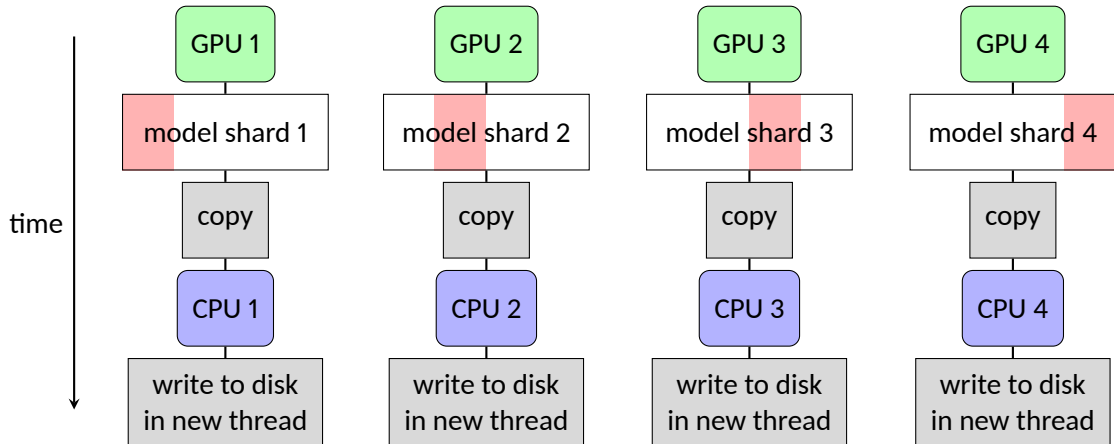 GPU 1
GPU 2
GPU 3
GPU 4
model shard 1
model shard 2
model shard 3
model shard 4
time
copy
copy
copy
copy
CPU 1
CPU 2
CPU 3
CPU 4
write to disk
in new thread
write to disk
in new thread
write to disk
in new thread
write to disk
in new thread